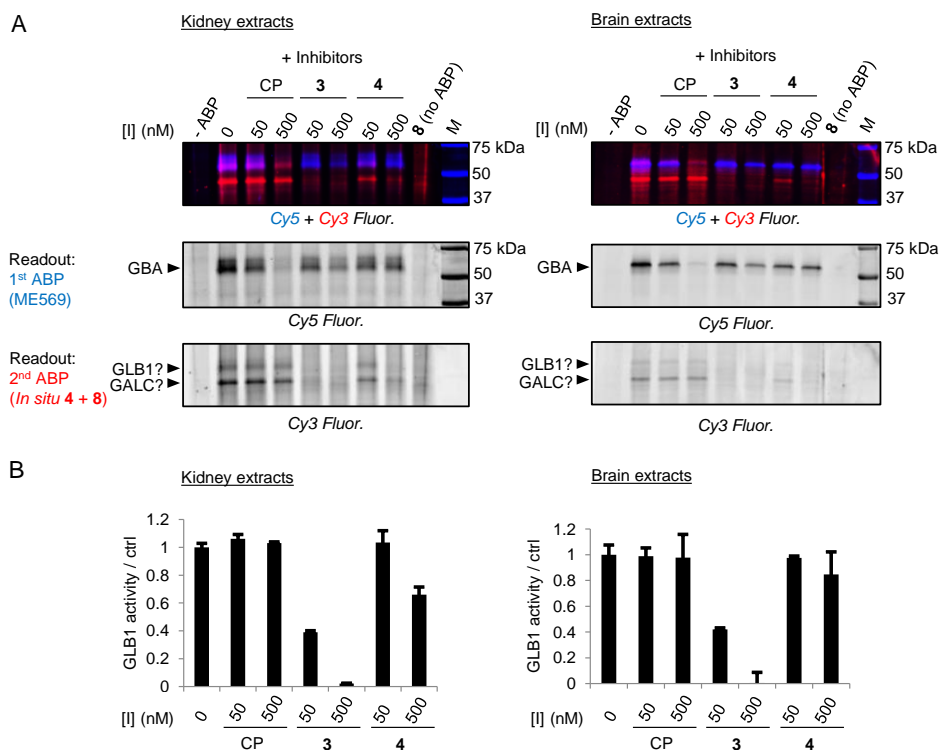 A
Kidney extracts
+ Inhibitors
CP 3 4
[I] (nM) - ABP 0 50 500 50 500 50 500 8 (no ABP) M
75 kDa
50
37
Cy5 + Cy3 Fluor.
Readout:
1st ABP
(ME569)
GBA
75 kDa
50
37
Cy5 Fluor.
Readout:
2nd ABP
(In situ 4 + 8)
GLB1?
GALC?
Cy3 Fluor.
Brain extracts
+ Inhibitors
CP 3 4
[I] (nM) - ABP 0 50 500 50 500 50 500 8 (no ABP) M
75 kDa
50
37
Cy5 + Cy3 Fluor.
GBA
75 kDa
50
37
Cy5 Fluor.
GLB1?
GALC?
Cy3 Fluor.
B
Kidney extracts
GLB1 activity / ctrl
1.2
1
0.8
0.6
0.4
0.2
0
[I] (nM) 0 50 500 50 500 50 500
CP 3 4
Brain extracts
GLB1 activity / ctrl
1.2
1
0.8
0.6
0.4
0.2
0
[I] (nM) 0 50 500 50 500 50 500
CP 3 4